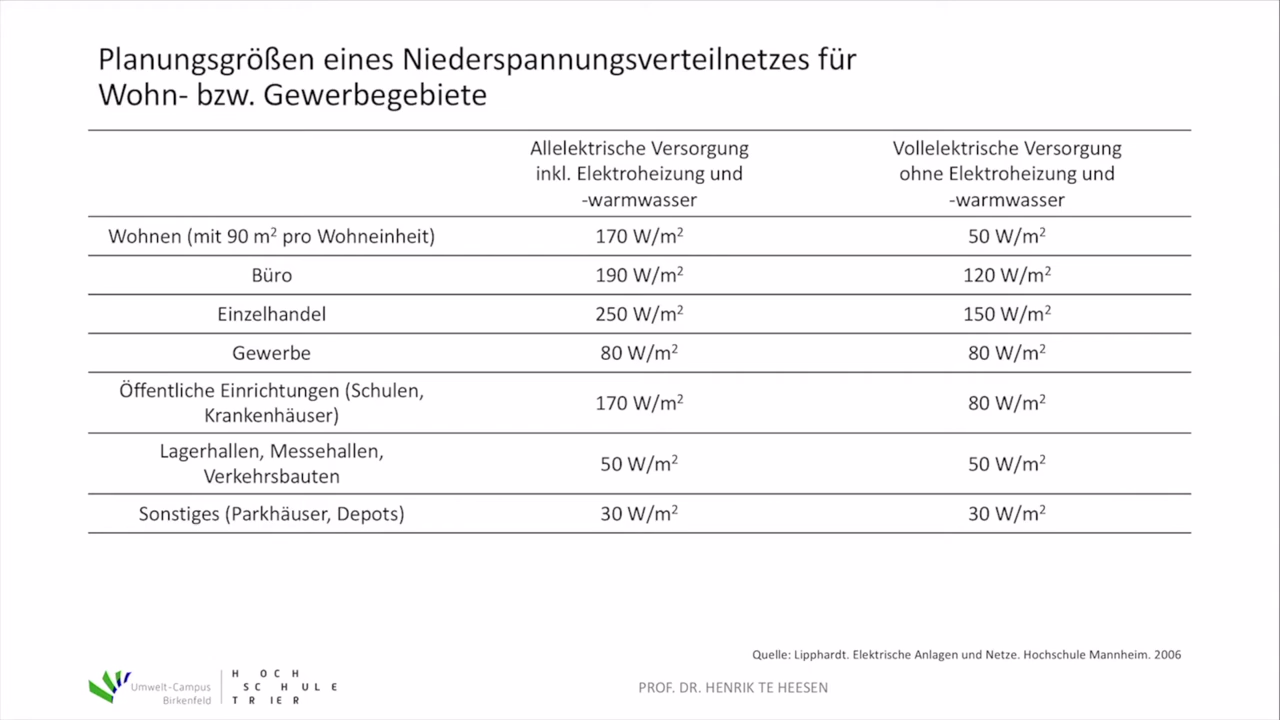 Planungsgrößen eines Niederspannungsverteilnetzes für
Wohn- bzw. Gewerbegebiete
Allelektrische Versorgung
inkl. Elektroheizung und
-warmwasser
Vollelektrische Versorgung
ohne Elektroheizung und
-warmwasser
Wohnen (mit 90 m² pro Wohneinheit) 170 W/m² 50 W/m²
Büro 190 W/m² 120 W/m²
Einzelhandel 250 W/m² 150 W/m²
Gewerbe 80 W/m² 80 W/m²
Öffentliche Einrichtungen (Schulen,
Krankenhäuser) 170 W/m² 80 W/m²
Lagerhallen, Messehallen,
Verkehrsbauten 50 W/m² 50 W/m²
Sonstiges (Parkhäuser, Depots) 30 W/m² 30 W/m²
Quelle: Lipphardt. Elektrische Anlagen und Netze. Hochschule Mannheim. 2006
Umwelt-Campus
Birkenfeld
HOCH
SCHULE
TRIER
PROF. DR. HENRIK TE HEESEN